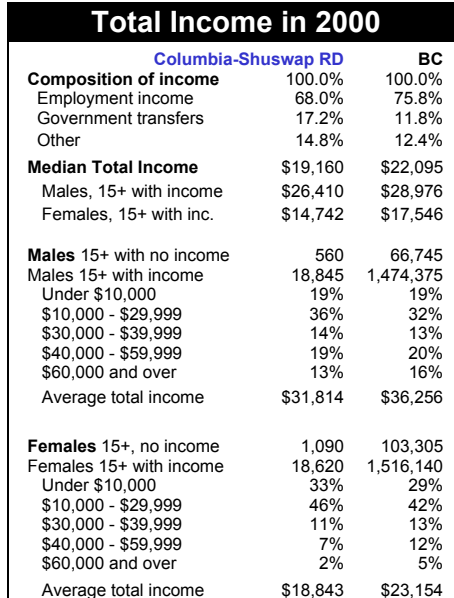 Total Income in 2000
Columbia-Shuswap RD BC
Composition of income 100.0% 100.0%
Employment income 68.0% 75.8%
Government transfers 17.2% 11.8%
Other 14.8% 12.4%
Median Total Income $19,160 $22,095
Males, 15+ with income $26,410 $28,976
Females, 15+ with inc. $14,742 $17,546
Males 15+ with no income 560 66,745
Males 15+ with income 18,845 1,474,375
Under $10,000 19% 19%
$10,000 - $29,999 36% 32%
$30,000 - $39,999 14% 13%
$40,000 - $59,999 19% 20%
$60,000 and over 13% 16%
Average total income $31,814 $36,256
Females 15+, no income 1,090 103,305
Females 15+ with income 18,620 1,516,140
Under $10,000 33% 29%
$10,000 - $29,999 46% 42%
$30,000 - $39,999 11% 13%
$40,000 - $59,999 7% 12%
$60,000 and over 2% 5%
Average total income $18,843 $23,154